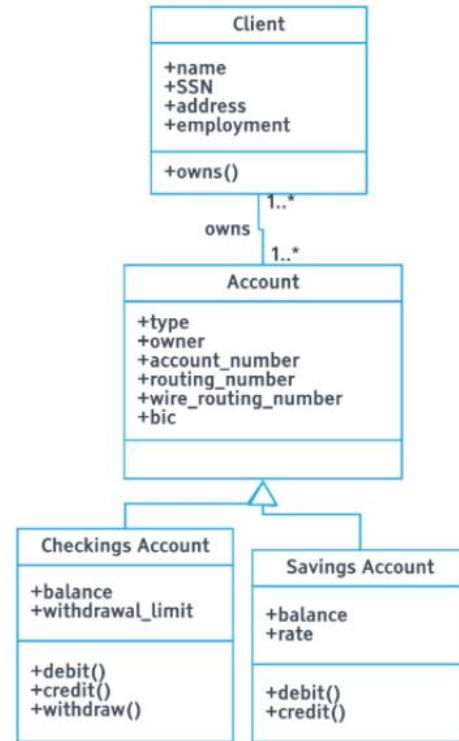 Client
+name
+SSN
+address
+employment
+owns()
1..*
owns
1..*
Account
+type
+owner
+account_number
+routing_number
+wire_routing_number
+bic
Checkings Account
+balance
+withdrawal_limit
+debit()
+credit()
+withdraw()
Savings Account
+balance
+rate
+debit()
+credit()